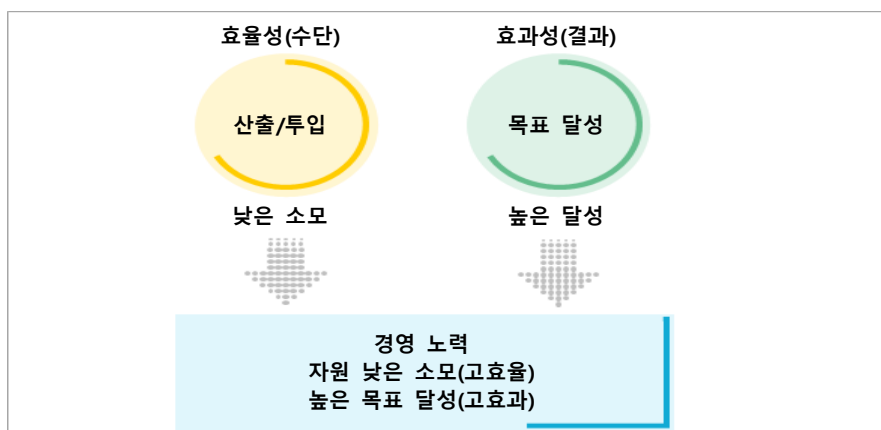 효율성(수단)
효과성(결과)
산출/투입
목표 달성
낮은 소모
높은 달성
경영 노력
자원 낮은 소모(고효율)
높은 목표 달성(고효과)